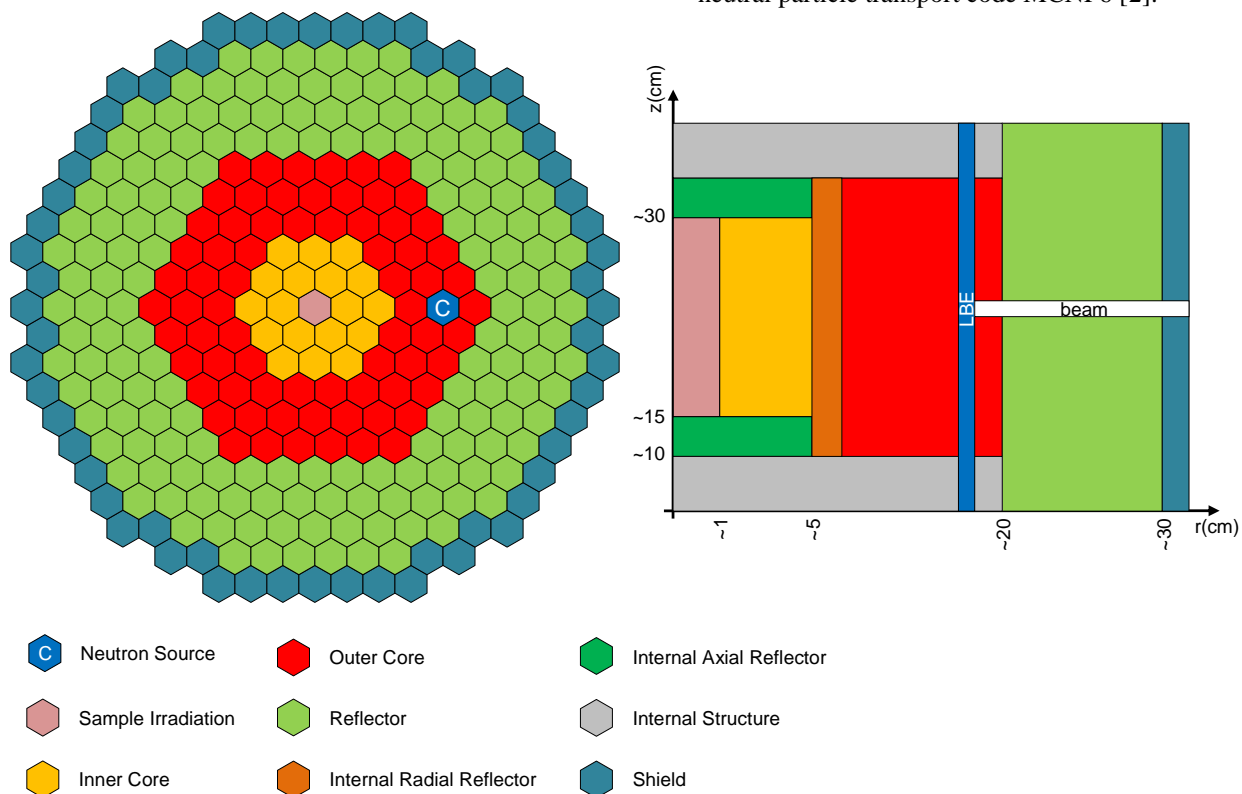 neutral particle transport code MCNP6 [2].
z(cm)
~30
C
LBE
beam
~15
~10
~1
~5
~20
~30
r(cm)
C Neutron Source
Outer Core
Internal Axial Reflector
Sample Irradiation
Reflector
Internal Structure
Inner Core
Internal Radial Reflector
Shield